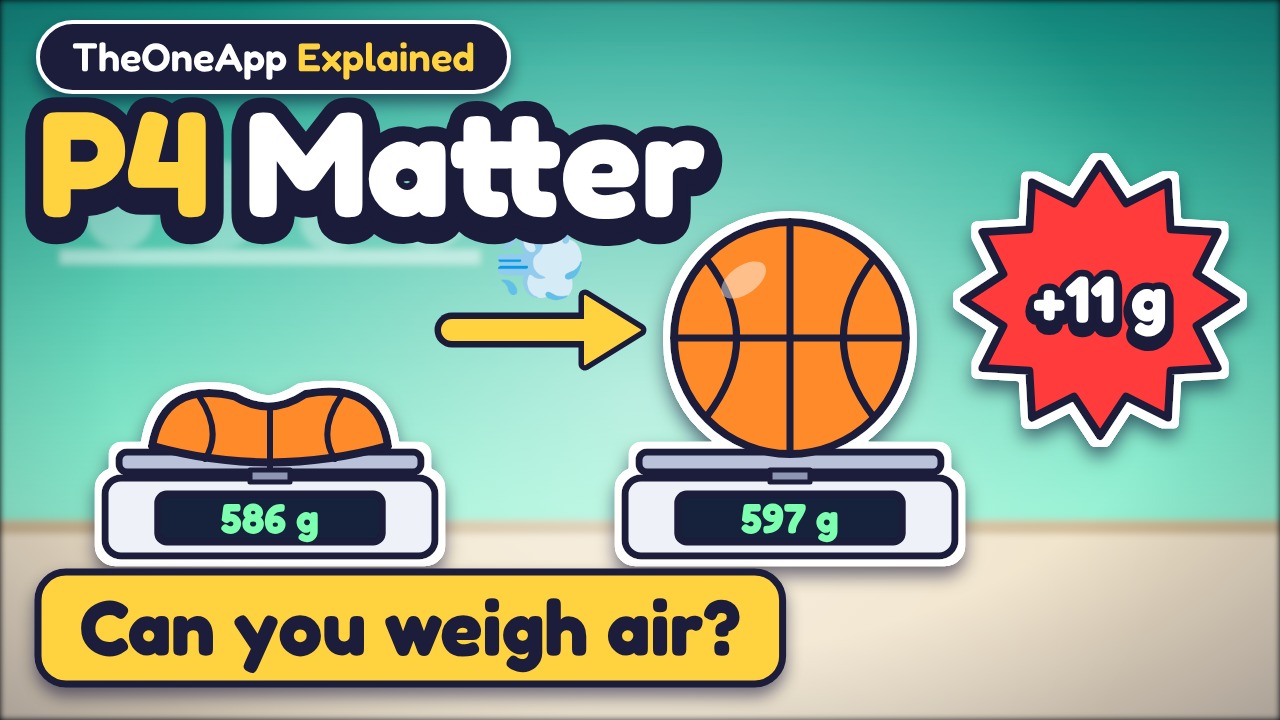 TheOneApp Explained
P4 Matter
+11 g
586 g
597 g
Can you weigh air?